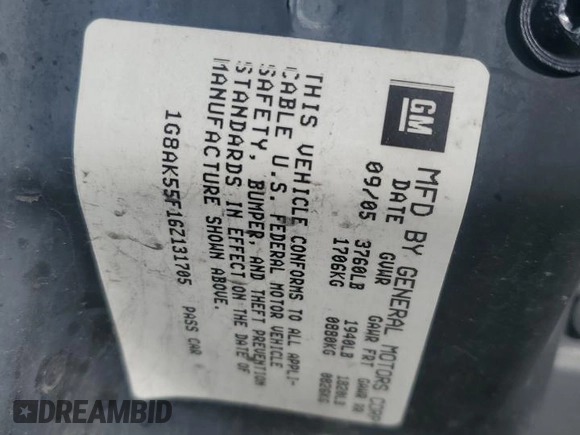 GM
MFD BY GENERAL MOTORS CORP
DATE GVWR GAWR FRT GAWR RR
09/05 3760LB 1940LB 1820LB
1706KG 0880KG 0826KG
THIS VEHICLE CONFORMS TO ALL APPLI-
CABLE U.S. FEDERAL MOTOR VEHICLE
SAFETY, BUMPER, AND THEFT PREVENTION
STANDARDS IN EFFECT ON THE DATE OF
MANUFACTURE SHOWN ABOVE.
1G8AK55F16Z131705 PASS CAR
DREAMBID